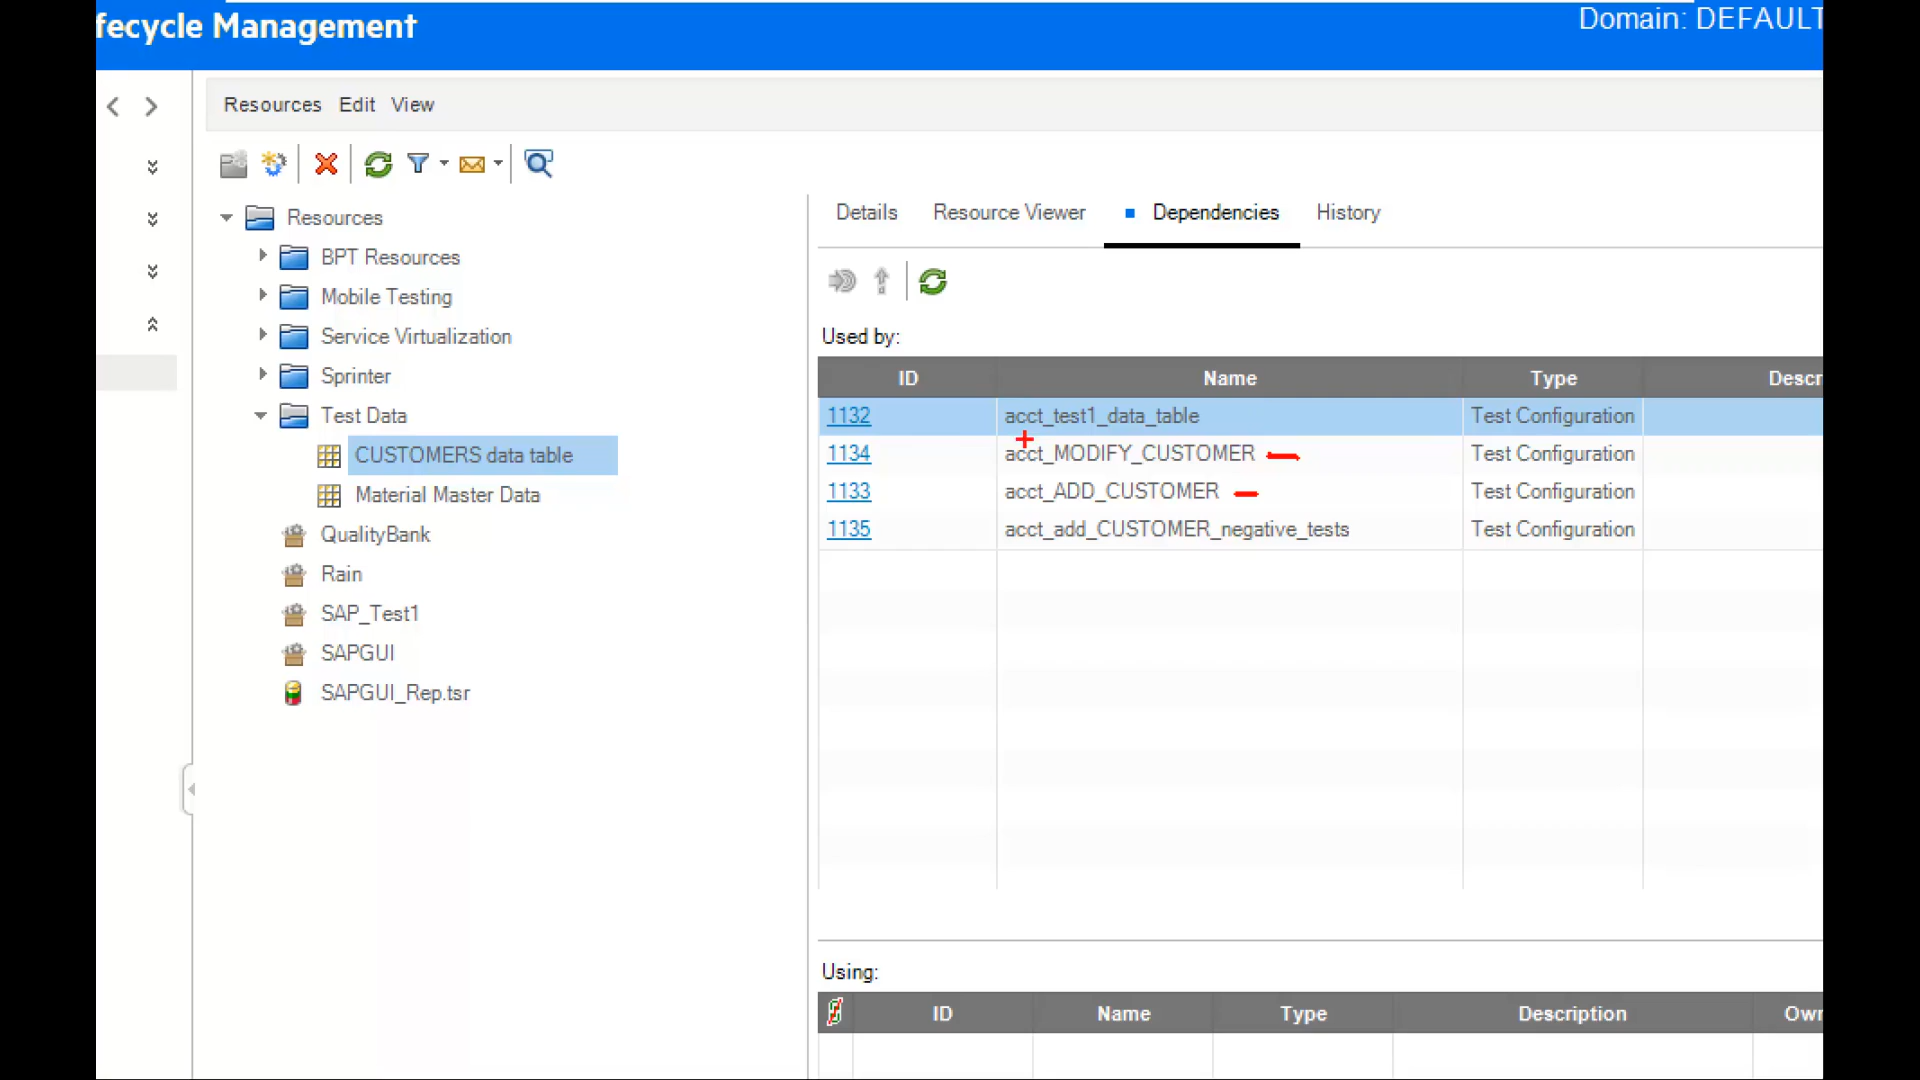 fecycle Management
Domain: DEFAULT
Resources Edit View
Resources
BPT Resources
Mobile Testing
Service Virtualization
Sprinter
Test Data
CUSTOMERS data table
Material Master Data
QualityBank
Rain
SAP_Test1
SAPGUI
SAPGUI_Rep.tsr
Details Resource Viewer Dependencies History
Used by:
ID Name Type Descr
1132 acct_test1_data_table Test Configuration
1134 acct_MODIFY_CUSTOMER Test Configuration
1133 acct_ADD_CUSTOMER Test Configuration
1135 acct_add_CUSTOMER_negative_tests Test Configuration
Using:
ID Name Type Description Own